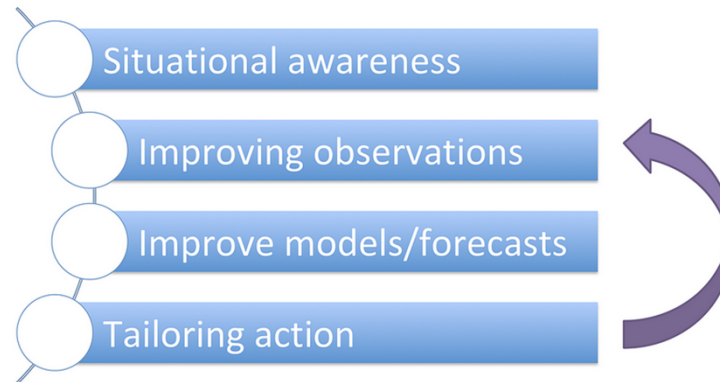 Situational awareness
Improving observations
Improve models/forecasts
Tailoring action